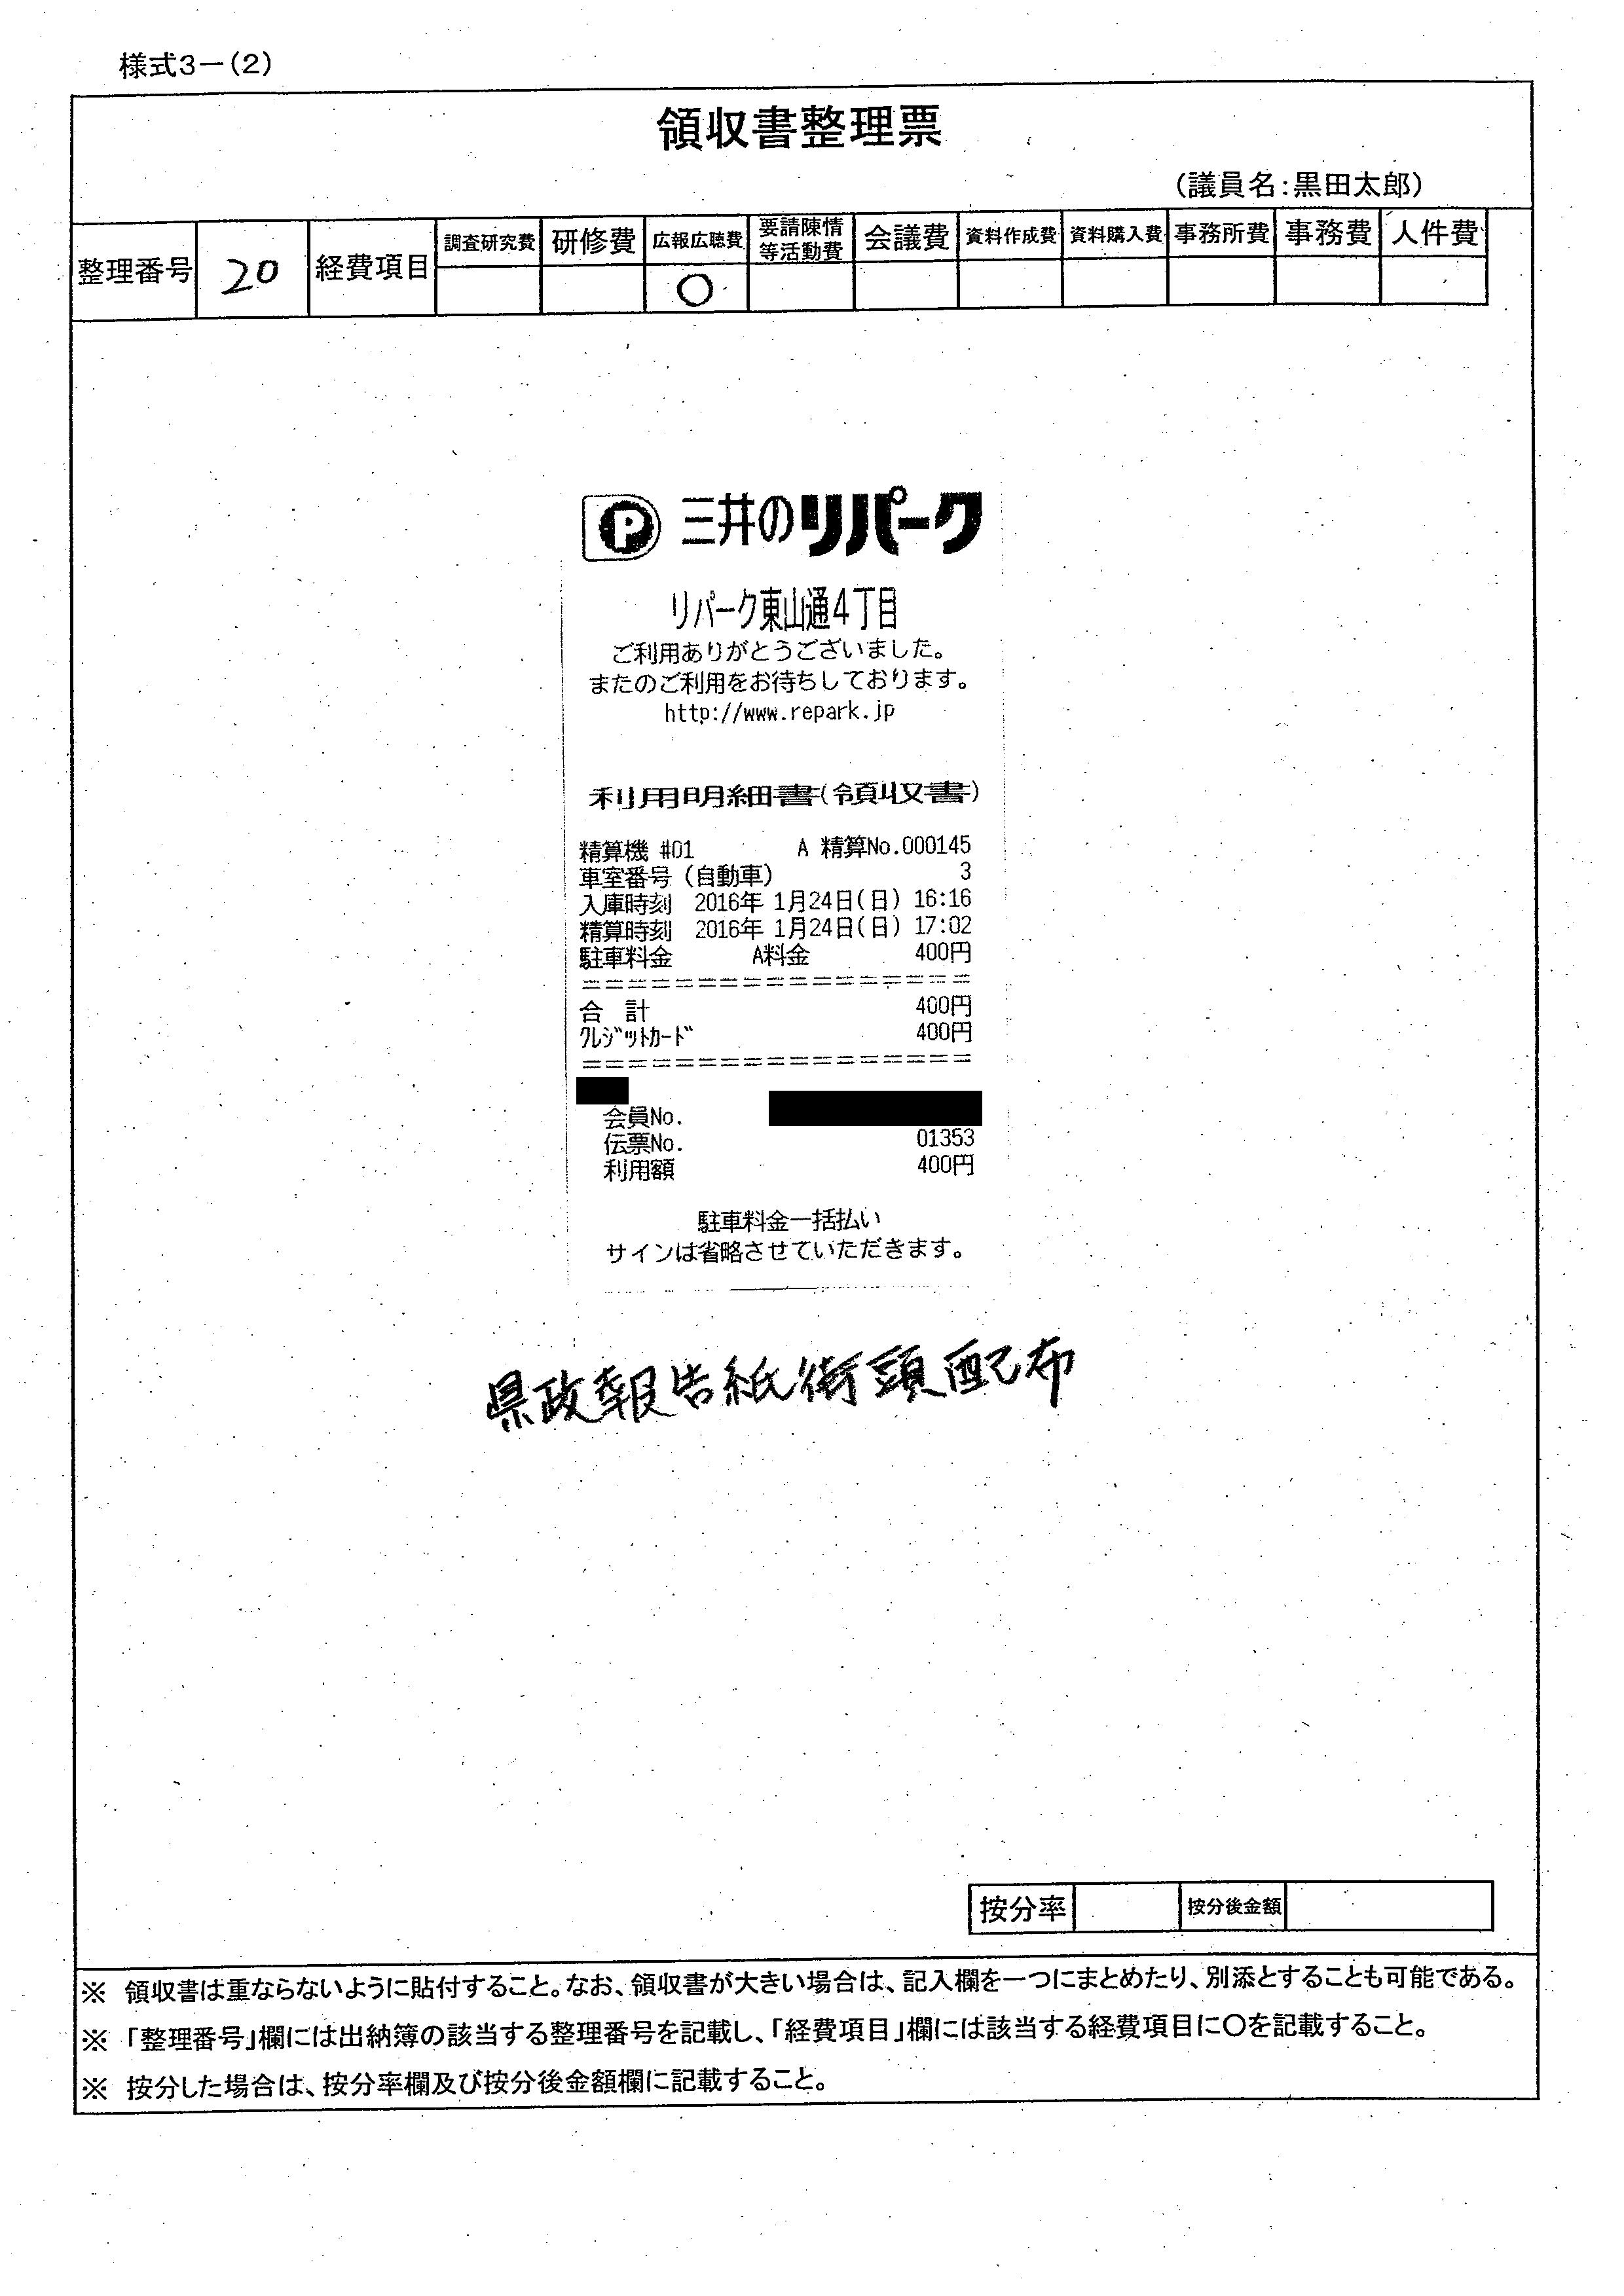 様式3－(2)
領収書整理票
(議員名:黒田太郎)
整理番号 20 経費項目 調査研究費 研修費 広報広聴費 要請陳情等活動費 会議費 資料作成費 資料購入費 事務所費 事務費 人件費
○
P 三井のリパーク
リパーク東山通4丁目
ご利用ありがとうございました。
またのご利用をお待ちしております。
http://www.repark.jp
利用明細書(領収書)
精算機 #01 A 精算No.000145
車室番号(自動車) 3
入庫時刻 2016年 1月24日(日) 16:16
精算時刻 2016年 1月24日(日) 17:02
駐車料金 A料金 400円
=================
合 計 400円
ｸﾚｼﾞｯﾄｶｰﾄﾞ 400円
=================
会員No.
伝票No. 01353
利用額 400円
駐車料金一括払い
サインは省略させていただきます。
県政報告紙街頭配布
按分率 按分後金額
※ 領収書は重ならないように貼付すること。なお、領収書が大きい場合は、記入欄を一つにまとめたり、別添とすることも可能である。
※ 「整理番号」欄には出納簿の該当する整理番号を記載し、「経費項目」欄には該当する経費項目に○を記載すること。
※ 按分した場合は、按分率欄及び按分後金額欄に記載すること。